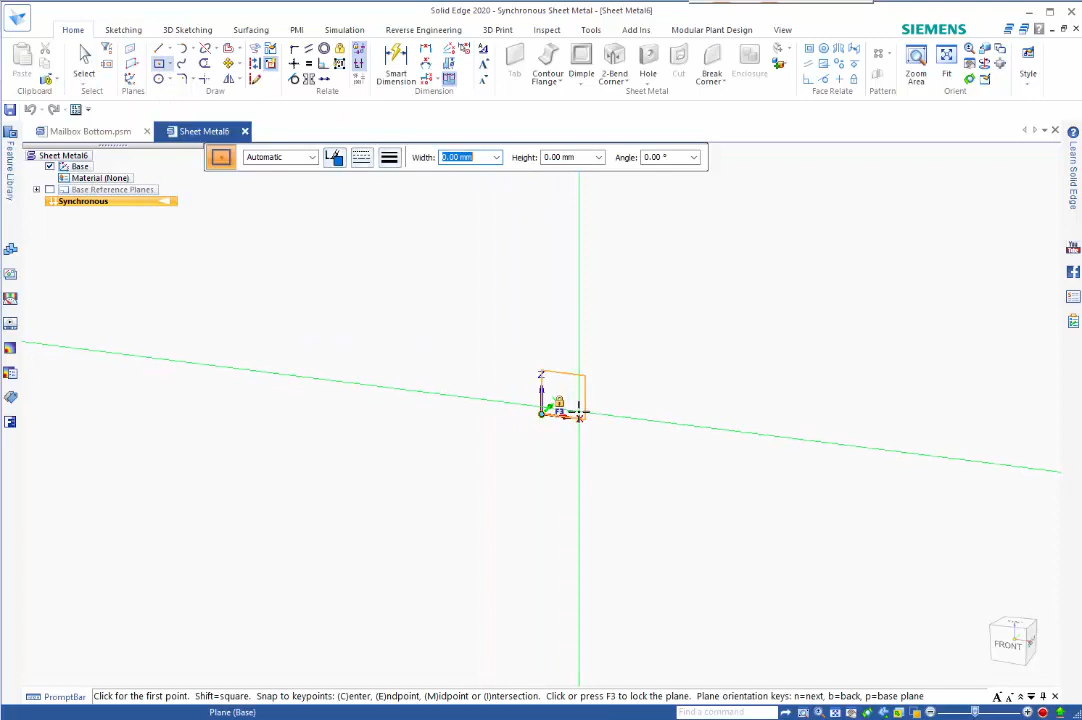 Solid Edge 2020 - Synchronous Sheet Metal - [Sheet Metal6]
Home Sketching Surfacing PMI 3D Sketching Simulation Reverse Engineering 3D Print Inspect Tools Add Ins Modular Plant Design View SIEMENS
Paste Select Smart Dimension Tab Contour Flange Dimple 2-Bend Corner Hole Cut Break Corner Enclosure Zoom Area Fit Style
Clipboard Select Planes Draw Relate Dimension Sheet Metal Face Relate Pattern Orient
Mailbox Bottom.psm Sheet Metal6
Feature Library
Learn Solid Edge
Sheet Metal6
Base
Material (None)
Base Reference Planes
Synchronous
Automatic Width: 0.00 mm Height: 0.00 mm Angle: 0.00 °
Z
F3
X
FRONT
PromptBar Click for the first point. Shift=square. Snap to keypoints: (C)enter, (E)ndpoint, (M)idpoint or (I)ntersection. Click or press F3 to lock the plane. Plane orientation keys: n=next, b=back, p=base plane
Plane (Base) Find a command